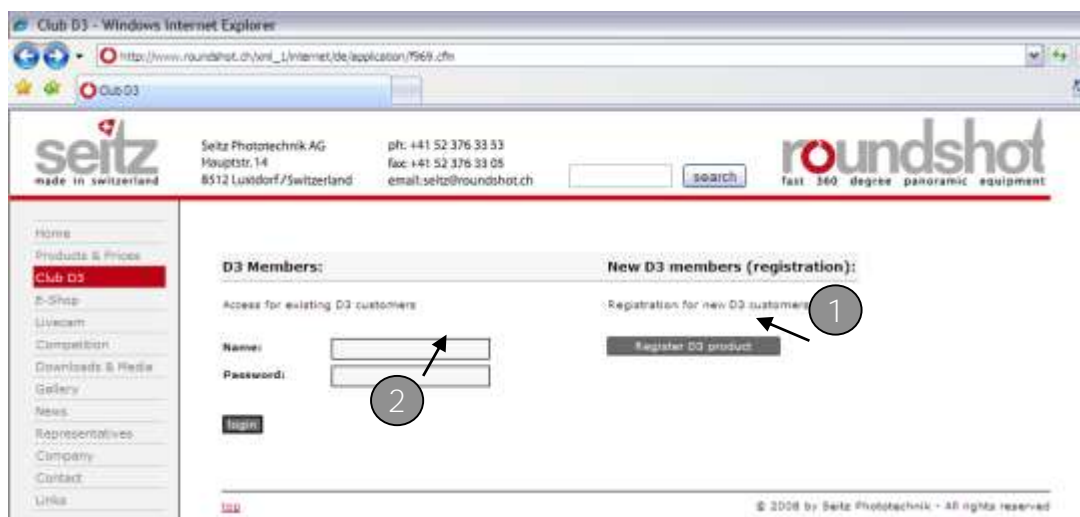 Club D3 - Windows Internet Explorer
http://www.roundshot.ch/xml_1/internet/de/application/f969.cfm
Club D3
seitz
made in switzerland
Seitz Phototechnik AG
Hauptstr. 14
8512 Lustdorf/Switzerland
ph: +41 52 376 33 53
fax: +41 52 376 33 05
email:seitz@roundshot.ch
search
roundshot
fast 360 degree panoramic equipment
Home
Products & Prices
Club D3
E-Shop
Livecam
Competition
Downloads & Media
Gallery
News
Representatives
Company
Contact
Links
D3 Members:
Access for existing D3 customers
Name:
Password:
login
2
New D3 members (registration):
Registration for new D3 customers
1
Register D3 product
top
© 2008 by Seitz Phototechnik - All rights reserved